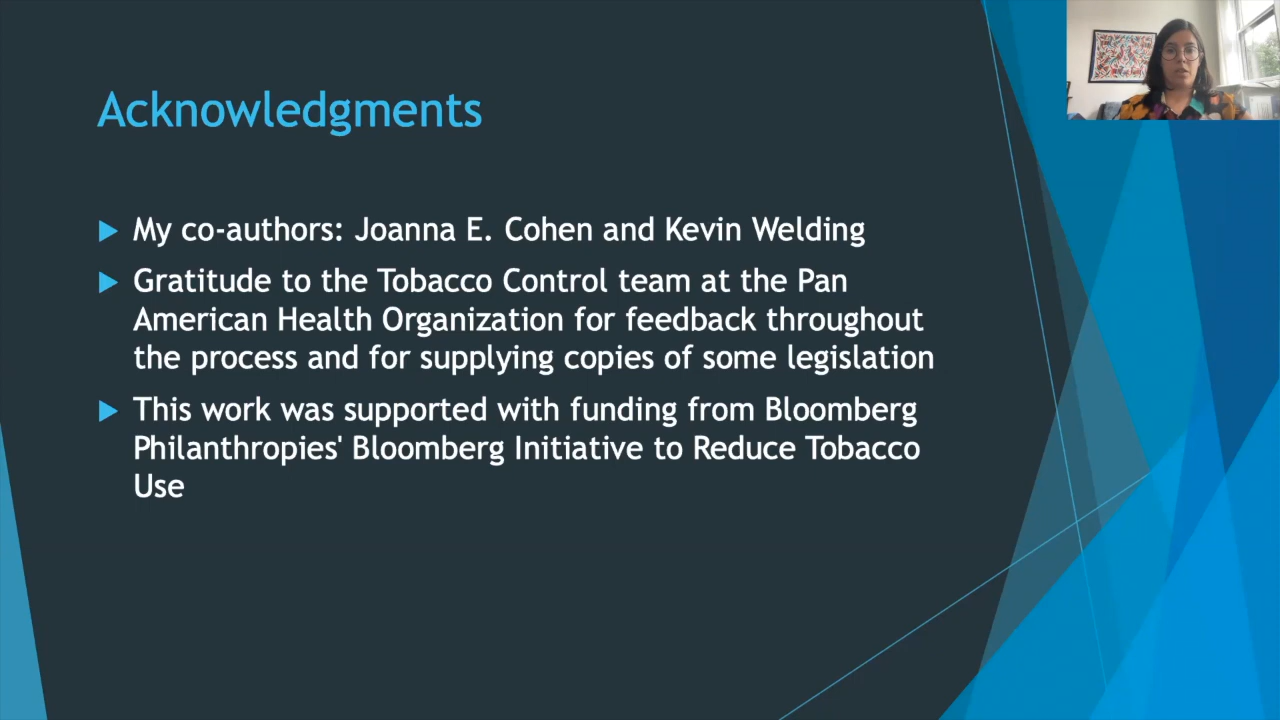 Acknowledgments
My co-authors: Joanna E. Cohen and Kevin Welding
Gratitude to the Tobacco Control team at the Pan
American Health Organization for feedback throughout
the process and for supplying copies of some legislation
This work was supported with funding from Bloomberg
Philanthropies' Bloomberg Initiative to Reduce Tobacco
Use